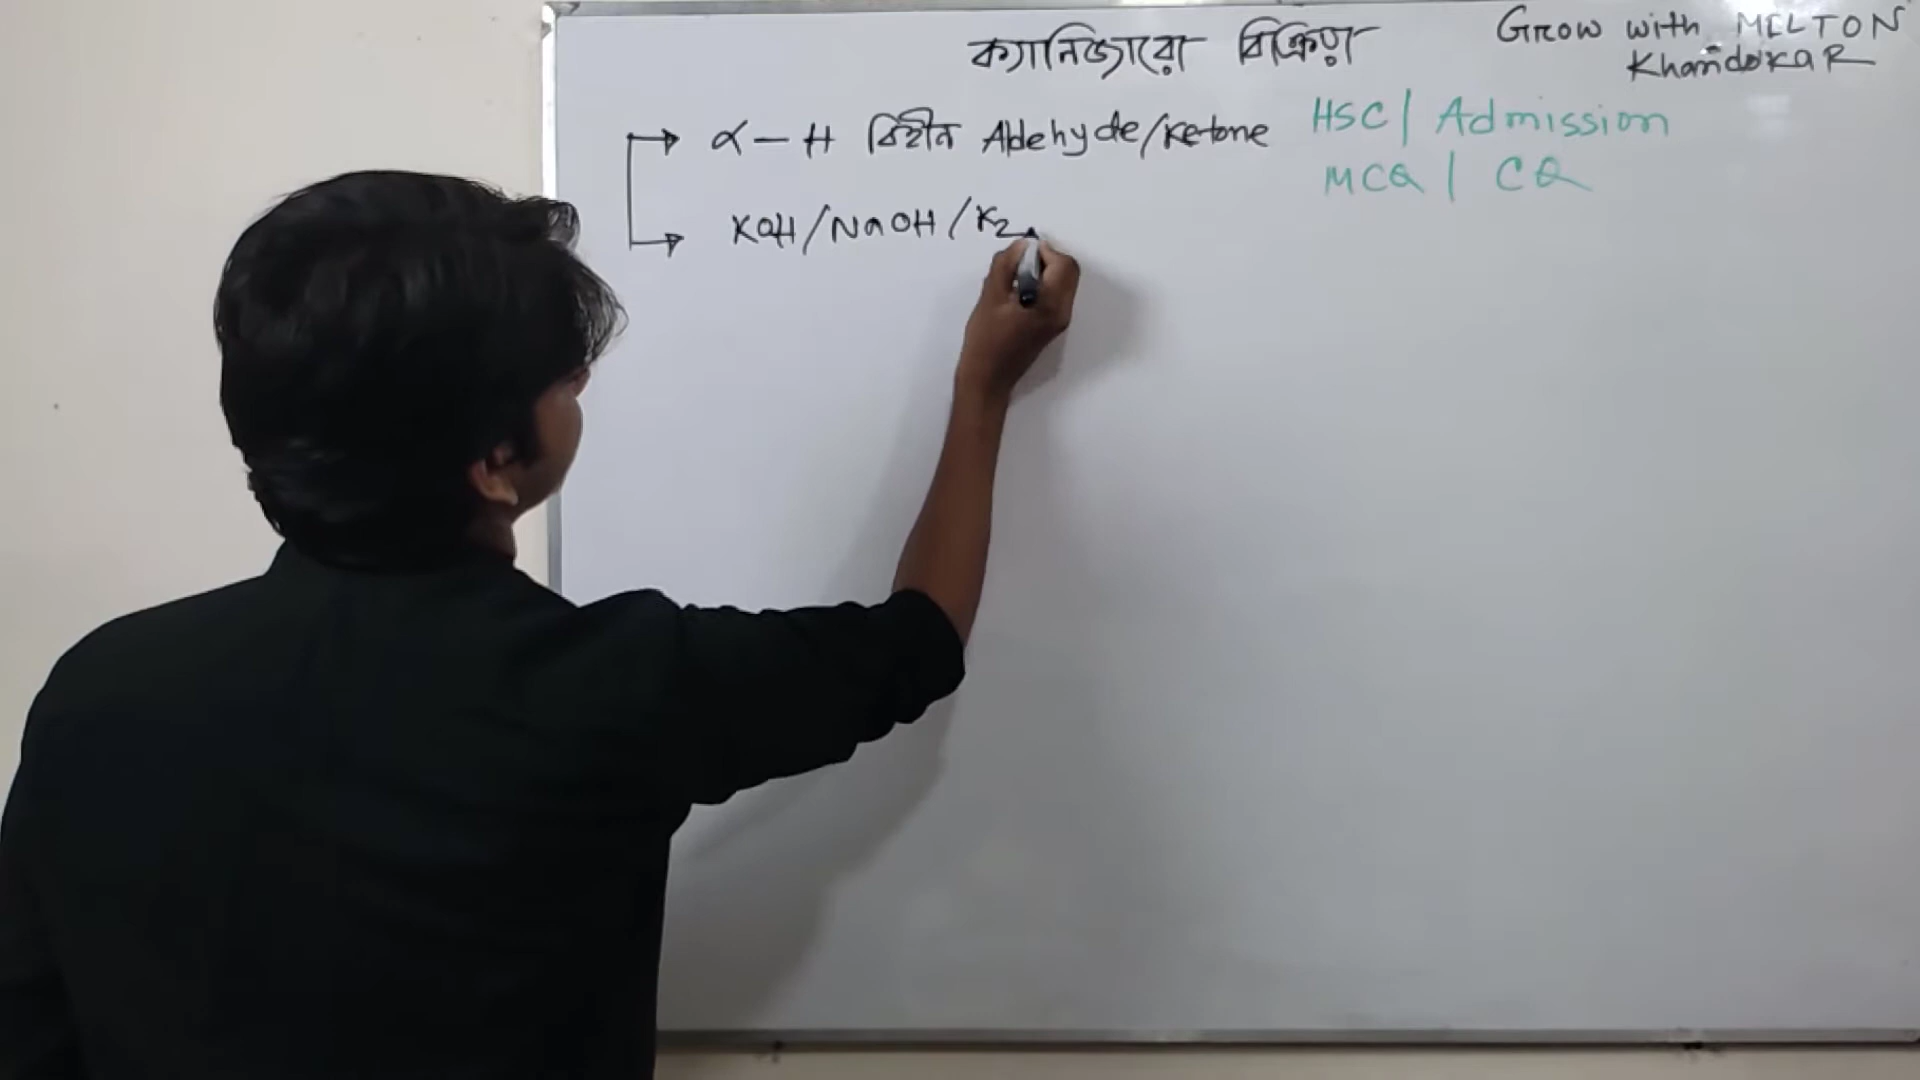 ক্যানিজারো বিক্রিয়া
Grow with MELTON
Khandokar
α - H বিহীন Aldehyde/Ketone
HSC | Admission
MCQ | CQ
KOH/NaOH/K₂